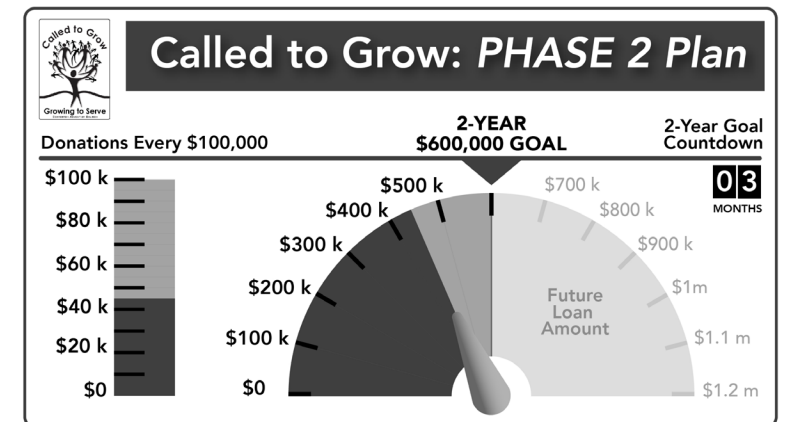 Called to Grow
Growing to Serve
Called to Grow: PHASE 2 Plan
Donations Every $100,000
2-YEAR
$600,000 GOAL
2-Year Goal
Countdown
03
MONTHS
$100 k
$80 k
$60 k
$40 k
$20 k
$0
$0
$100 k
$200 k
$300 k
$400 k
$500 k
$700 k
$800 k
$900 k
$1m
$1.1 m
$1.2 m
Future
Loan
Amount